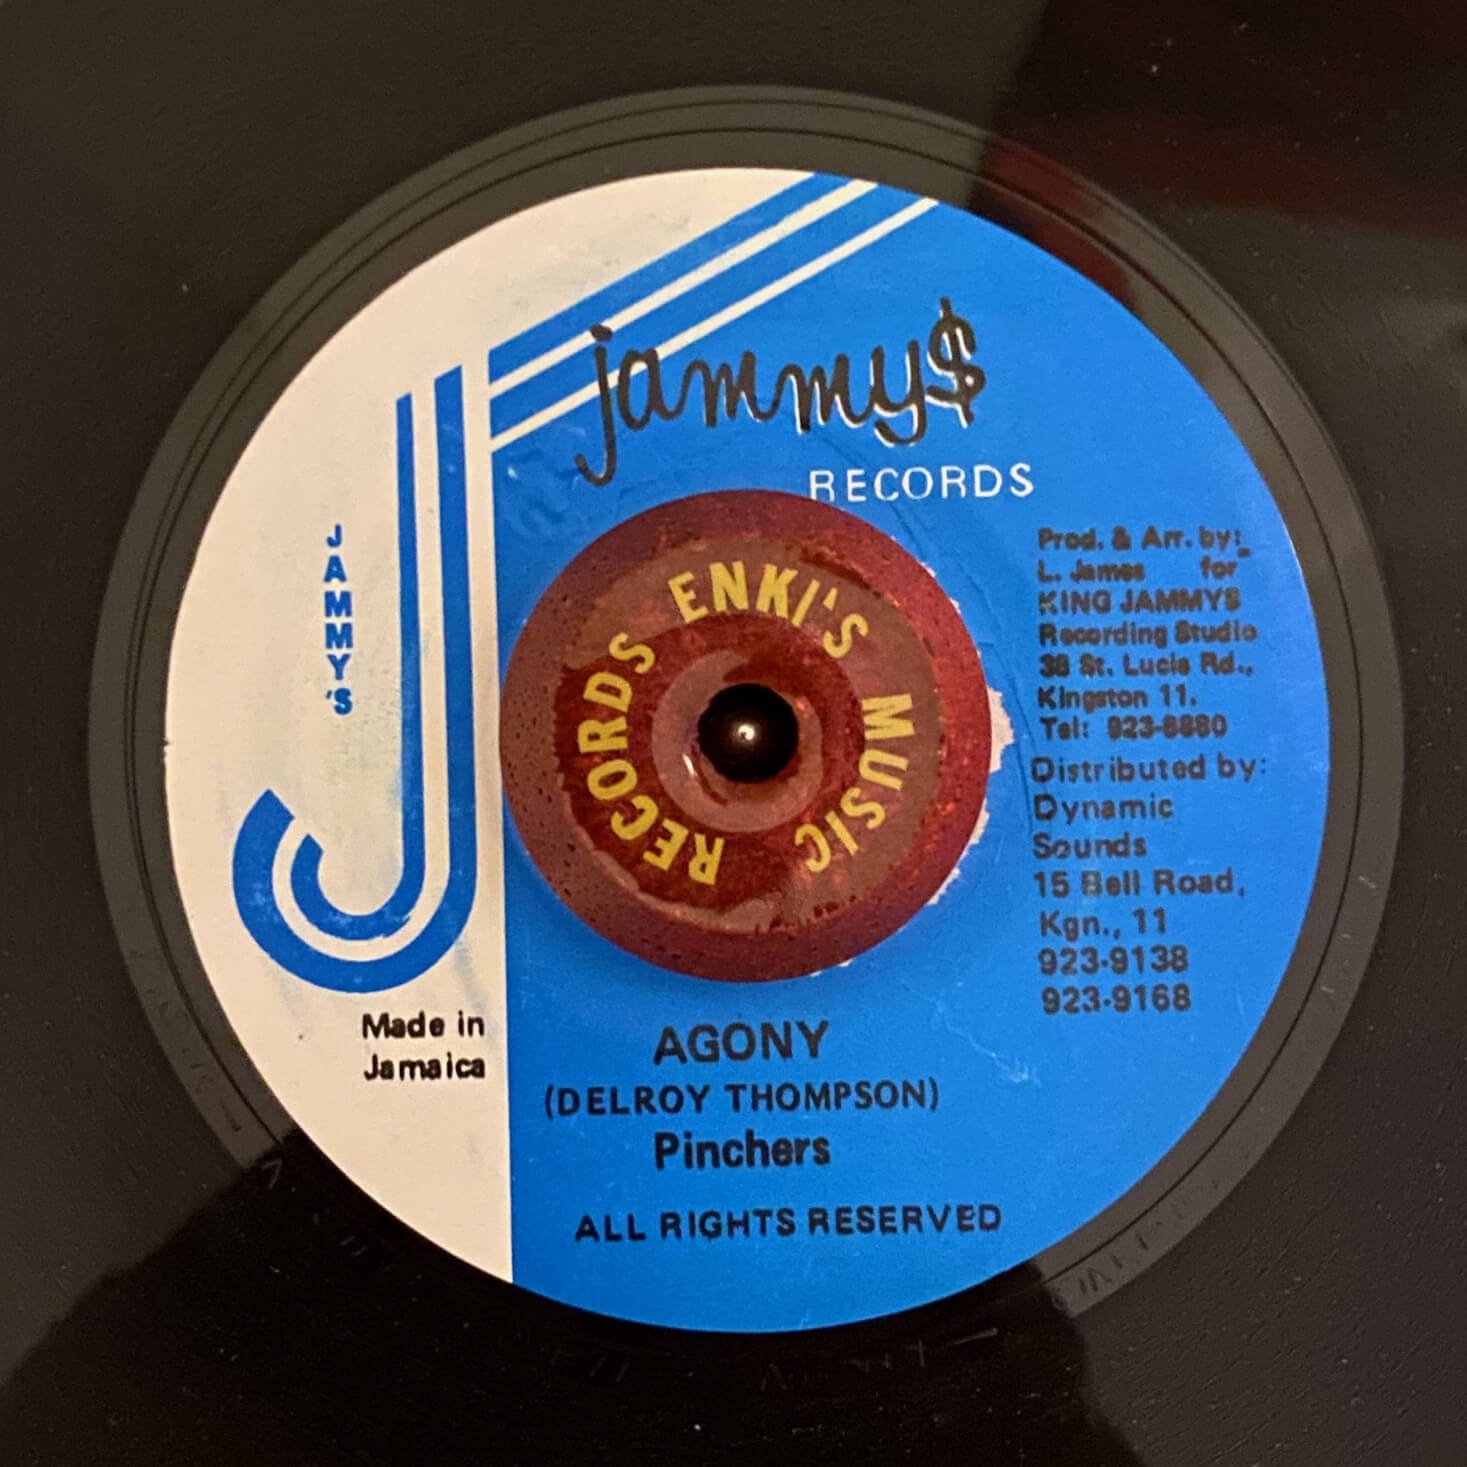 jammy$
RECORDS
JAMMY'S
Prod. & Arr. by:
L. James for
KING JAMMYS
Recording Studio
38 St. Lucia Rd.,
Kingston 11.
Tel: 923-8880
Distributed by:
Dynamic
Sounds
15 Bell Road,
Kgn., 11
923-9138
923-9168
ENKI'S MUSIC RECORDS
Made in
Jamaica
AGONY
(DELROY THOMPSON)
Pinchers
ALL RIGHTS RESERVED